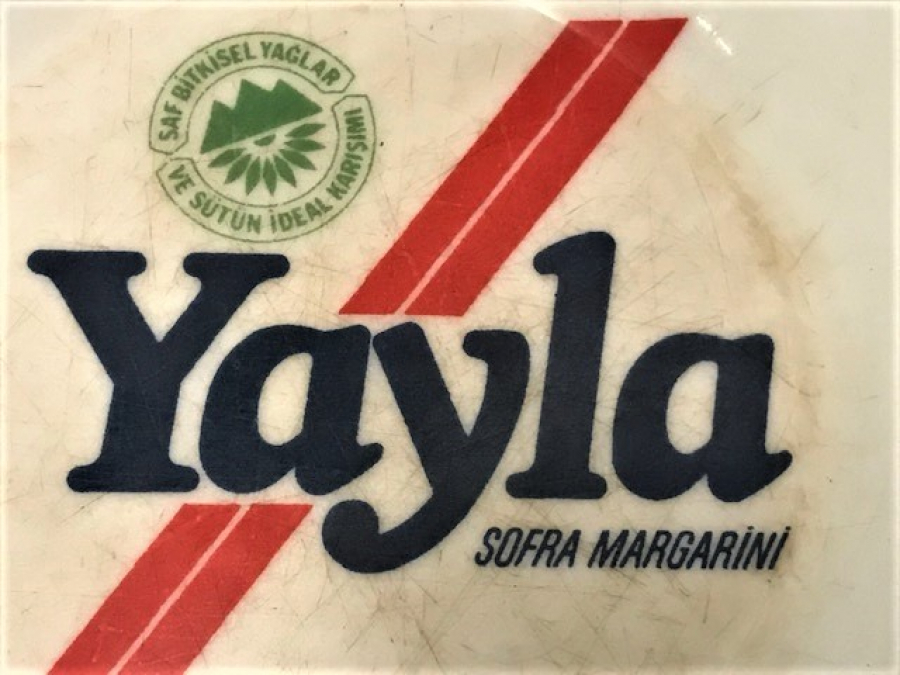 SAF BİTKİSEL YAĞLAR
VE SÜTÜN İDEAL KARIŞIMI
Yayla
SOFRA MARGARİNİ